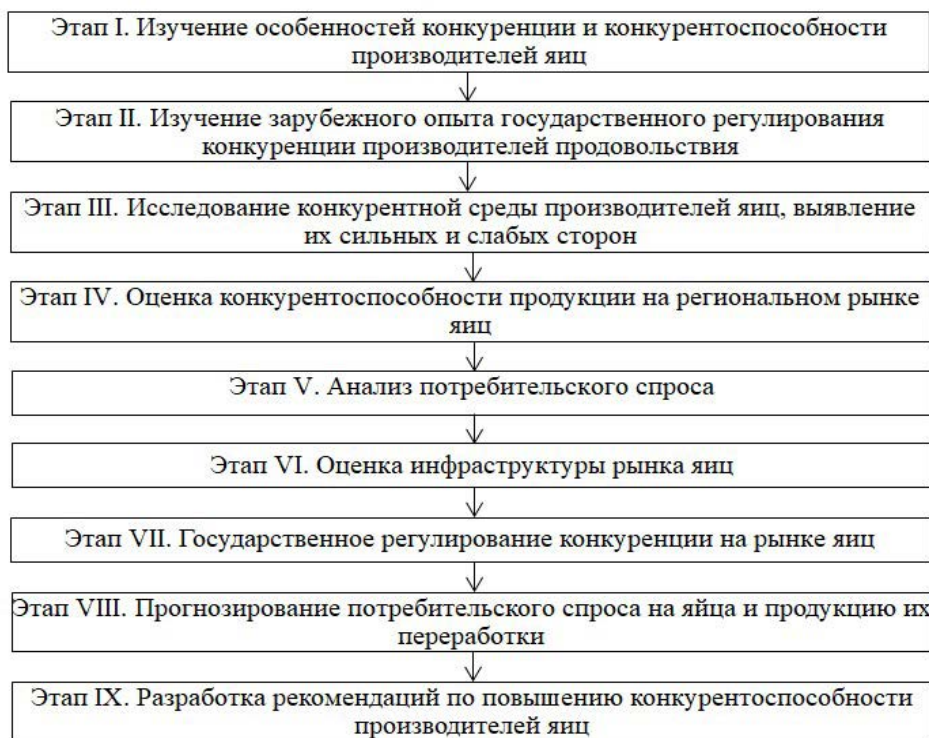 Этап I. Изучение особенностей конкуренции и конкурентоспособности
производителей яиц
Этап II. Изучение зарубежного опыта государственного регулирования
конкуренции производителей продовольствия
Этап III. Исследование конкурентной среды производителей яиц, выявление
их сильных и слабых сторон
Этап IV. Оценка конкурентоспособности продукции на региональном рынке
яиц
Этап V. Анализ потребительского спроса
Этап VI. Оценка инфраструктуры рынка яиц
Этап VII. Государственное регулирование конкуренции на рынке яиц
Этап VIII. Прогнозирование потребительского спроса на яйца и продукцию их
переработки
Этап IX. Разработка рекомендаций по повышению конкурентоспособности
производителей яиц